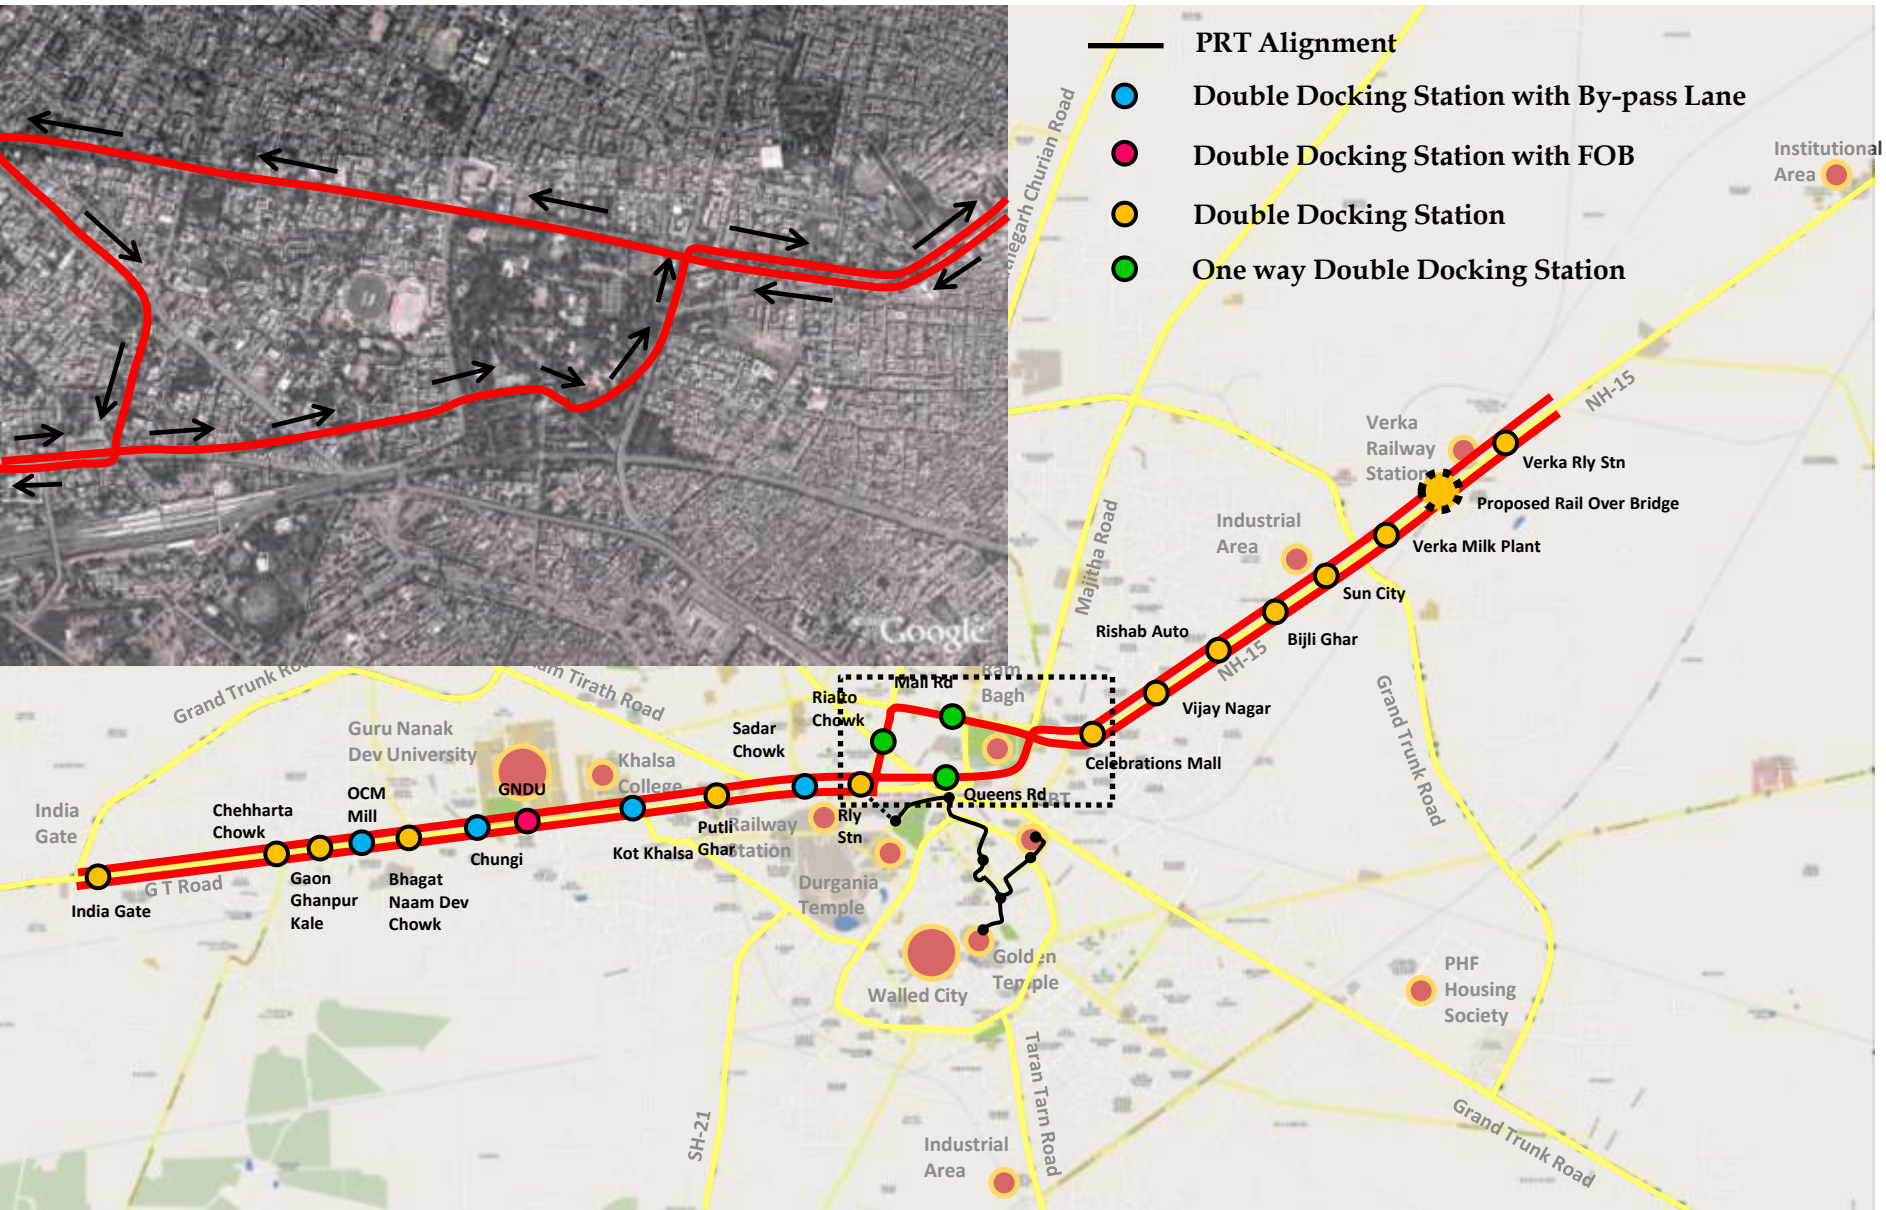 PRT Alignment
Double Docking Station with By-pass Lane
Double Docking Station with FOB
Double Docking Station
One way Double Docking Station
Institutional
Area
Churian Road
NH-15
Verka
Railway
Station
Verka Rly Stn
Proposed Rail Over Bridge
Industrial
Area
Verka Milk Plant
Majitha Road
Sun City
Google
Rishab Auto
Bijli Ghar
NH-15
Grand Trunk
Tirath Road
Mall Rd
Ram
Bagh
Rialto
Chowk
Vijay Nagar
Grand Trunk Road
Guru Nanak
Dev University
Sadar
Chowk
Khalsa
College
Celebrations Mall
GNDU
OCM
Mill
India
Gate
Chehharta
Chowk
Queens Rd
Rly
Stn
Railway
Station
Putli
Ghar
Kot Khalsa
Chungi
G T Road
India Gate
Gaon
Ghanpur
Kale
Bhagat
Naam Dev
Chowk
Durgania
Temple
Golden
Temple
Walled City
PHF
Housing
Society
Taran Tarn Road
SH-21
Grand Trunk Road
Industrial
Area